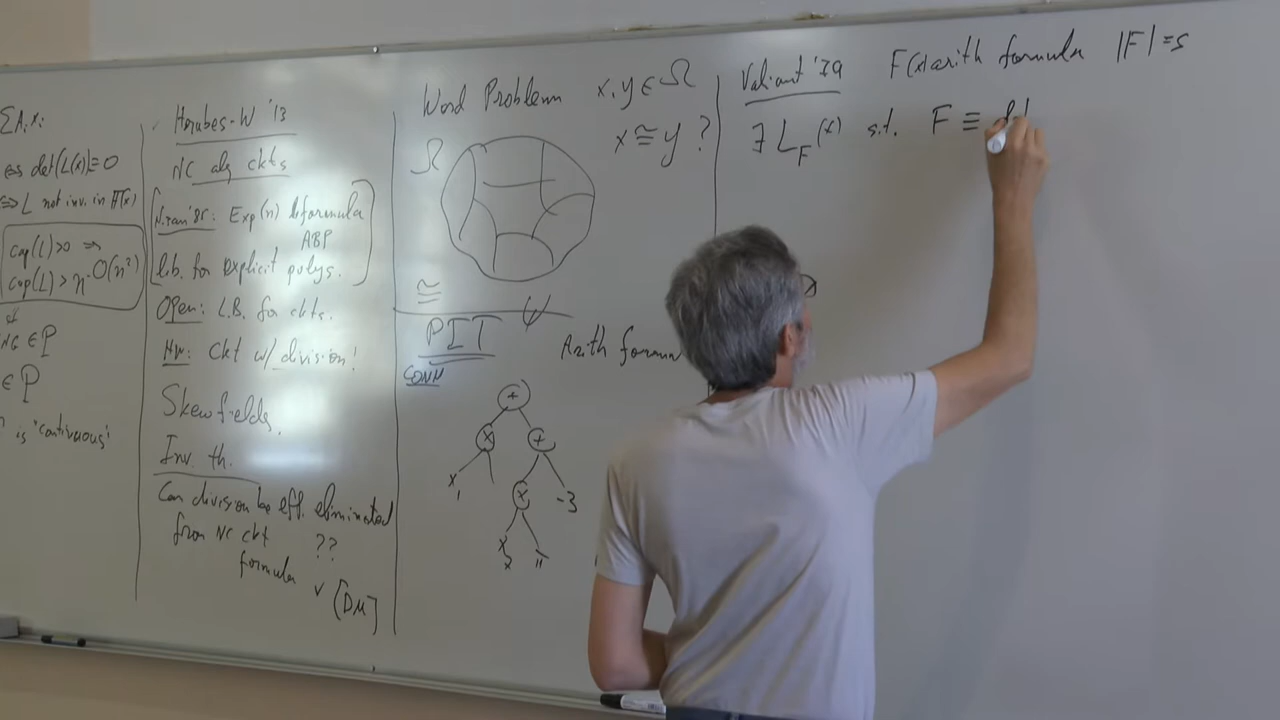 ΣAᵢxᵢ
⇔ det(L(x))≡0
⇔ L not inv. in F(x)
cap(L)>0 ⇒
cap(L) > n^-O(n²)
∈P
∈ P
is "continuous"
Hrubes-W '13
NC alg ckts
Nisan '91: Exp(n) formula
ABP
l.b. for explicit polys.
Open: L.B. for ckts.
HW: Ckt w/ division!
Skew fields.
Inv. th.
Can division be eff. eliminated
from NC ckt ??
formula ✓ [DM]
Word Problem x, y ∈ Ω
x ≅ y ?
Ω
≅
PIT
Arith formu
CONN
+
x +
x₁ x -3
x₂ 11
Valiant '79 F(x) arith formula |F|=s
∃ L_F(x) s.t. F ≡